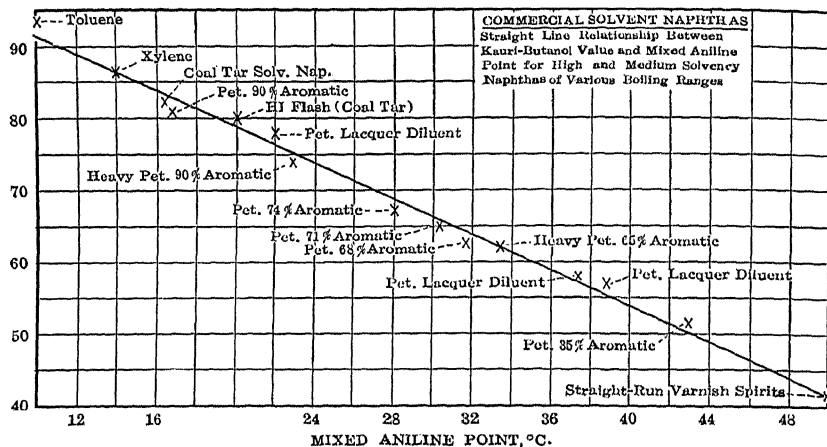 COMMERCIAL SOLVENT NAPHTHAS
Straight Line Relationship Between
Kauri-Butanol Value and Mixed Aniline
Point for High and Medium Solvency
Naphthas of Various Boiling Ranges
Toluene
Xylene
Coal Tar Solv. Nap.
Pet. 90% Aromatic
HI Flash (Coal Tar)
Pet. Lacquer Diluent
Heavy Pet. 90% Aromatic
Pet. 74% Aromatic
Pet. 71% Aromatic
Pet. 68% Aromatic
Heavy Pet. 65% Aromatic
Pet. Lacquer Diluent
Pet. Lacquer Diluent
Pet. 35% Aromatic
Straight-Run Varnish Spirits
90
80
70
60
50
40
12 16 20 24 28 32 36 40 44 48
MIXED ANILINE POINT, °C.